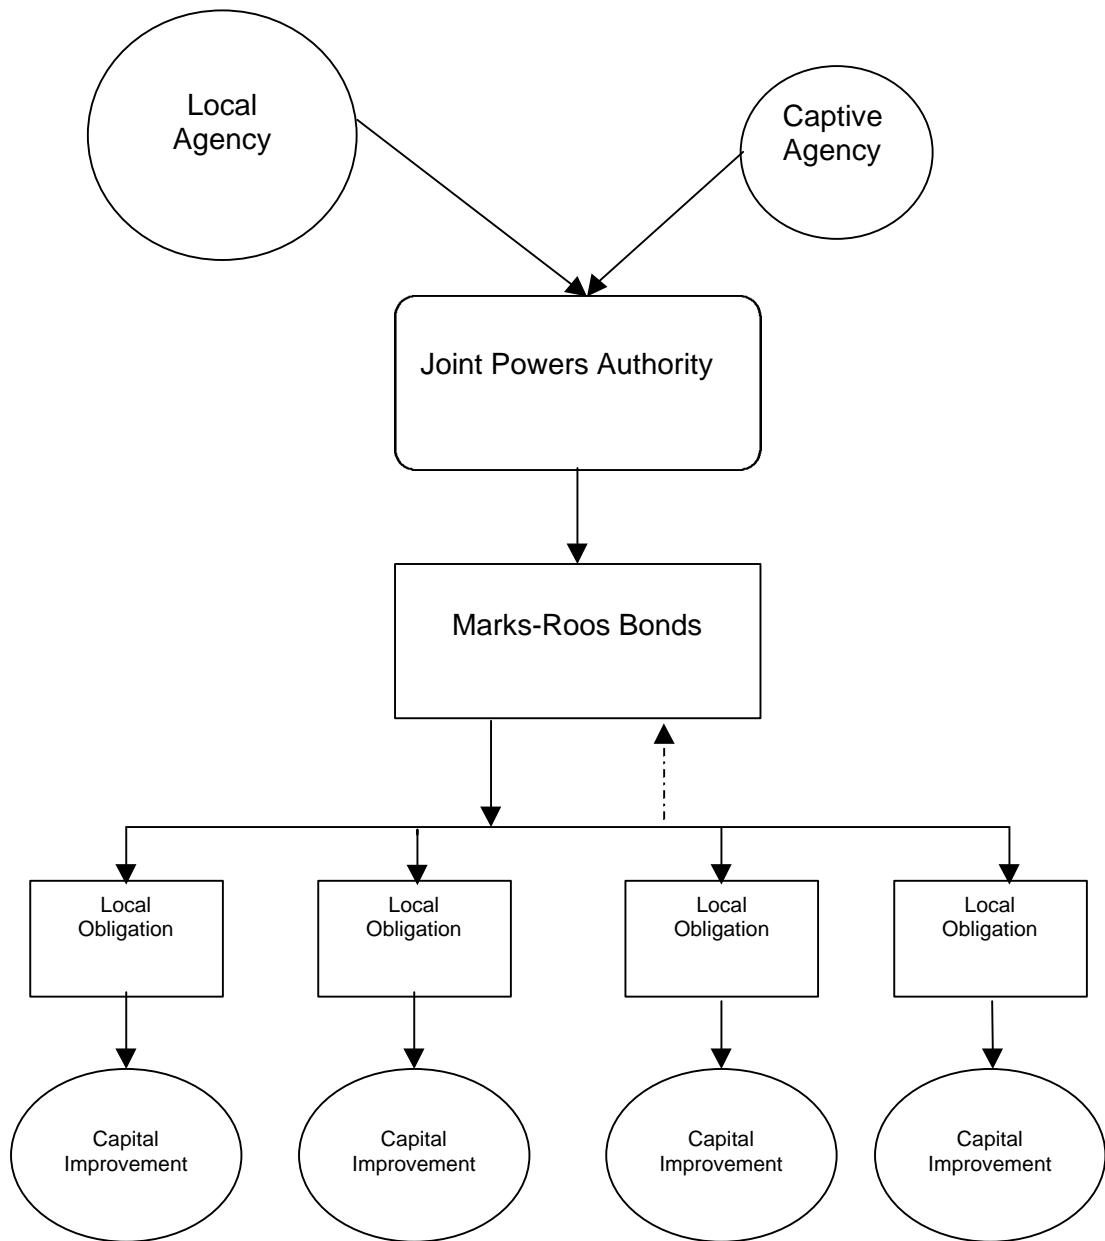 Local
Agency
Captive
Agency
Joint Powers Authority
Marks-Roos Bonds
Local
Obligation
Local
Obligation
Local
Obligation
Local
Obligation
Capital
Improvement
Capital
Improvement
Capital
Improvement
Capital
Improvement